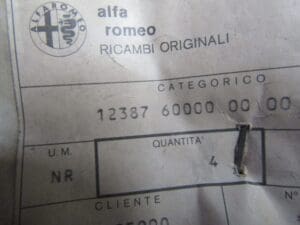 ALFA ROMEO
alfa
romeo
RICAMBI ORIGINALI
CATEGORICO
12387 60000 00 00
U.M. QUANTITA'
NR 4
CLIENTE N°